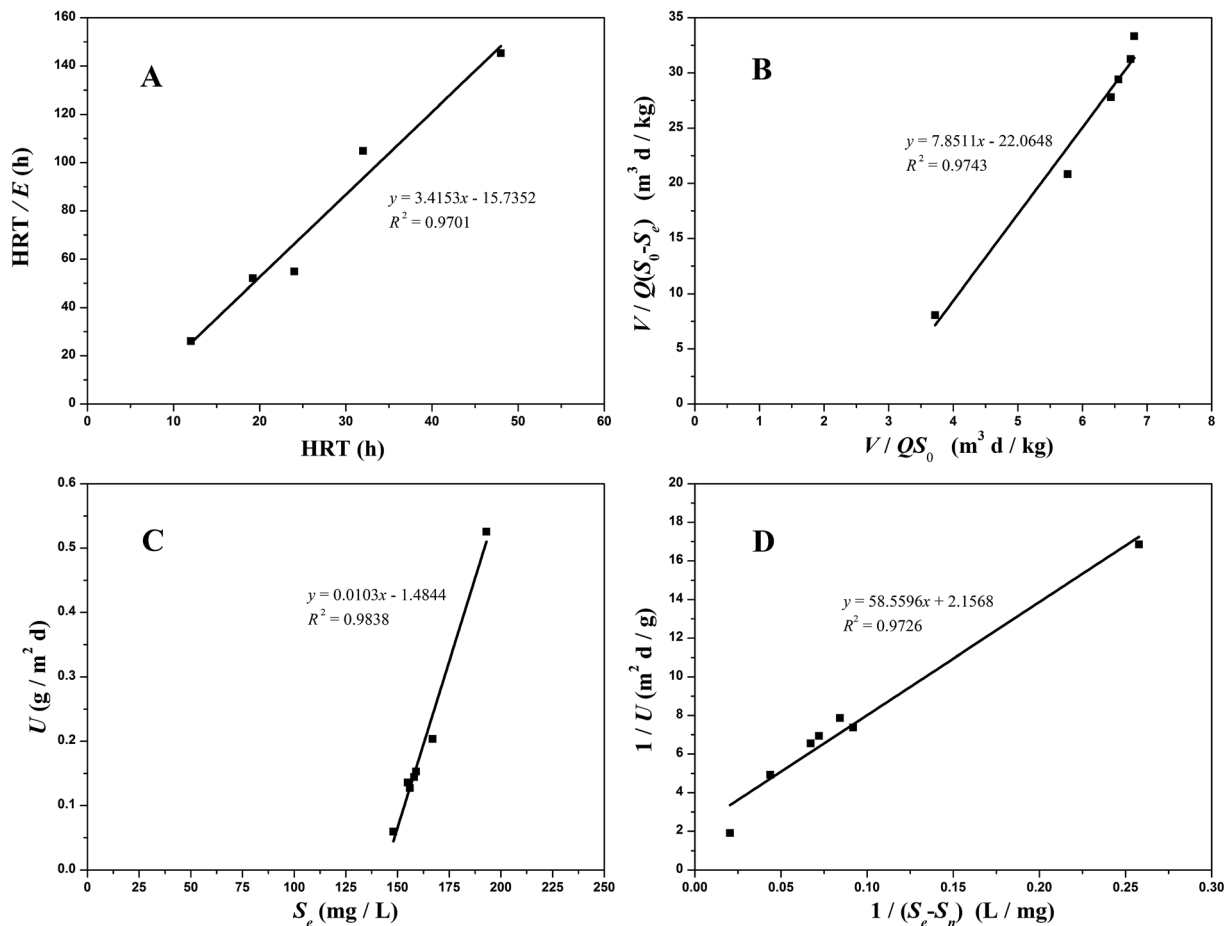 A
HRT / E (h)
160
140
120
100
80
60
40
20
0
y = 3.4153x - 15.7352
R² = 0.9701
0 10 20 30 40 50 60
HRT (h)
B
V / Q(S₀-Sₑ) (m³ d / kg)
35
30
25
20
15
10
5
0
y = 7.8511x - 22.0648
R² = 0.9743
0 1 2 3 4 5 6 7 8
V / QS₀ (m³ d / kg)
C
U (g / m² d)
0.6
0.5
0.4
0.3
0.2
0.1
0.0
y = 0.0103x - 1.4844
R² = 0.9838
0 25 50 75 100 125 150 175 200 225 250
Sₑ (mg / L)
D
1 / U (m² d / g)
20
18
16
14
12
10
8
6
4
2
0
y = 58.5596x + 2.1568
R² = 0.9726
0.00 0.05 0.10 0.15 0.20 0.25 0.30
1 / (Sₑ-Sₙ) (L / mg)